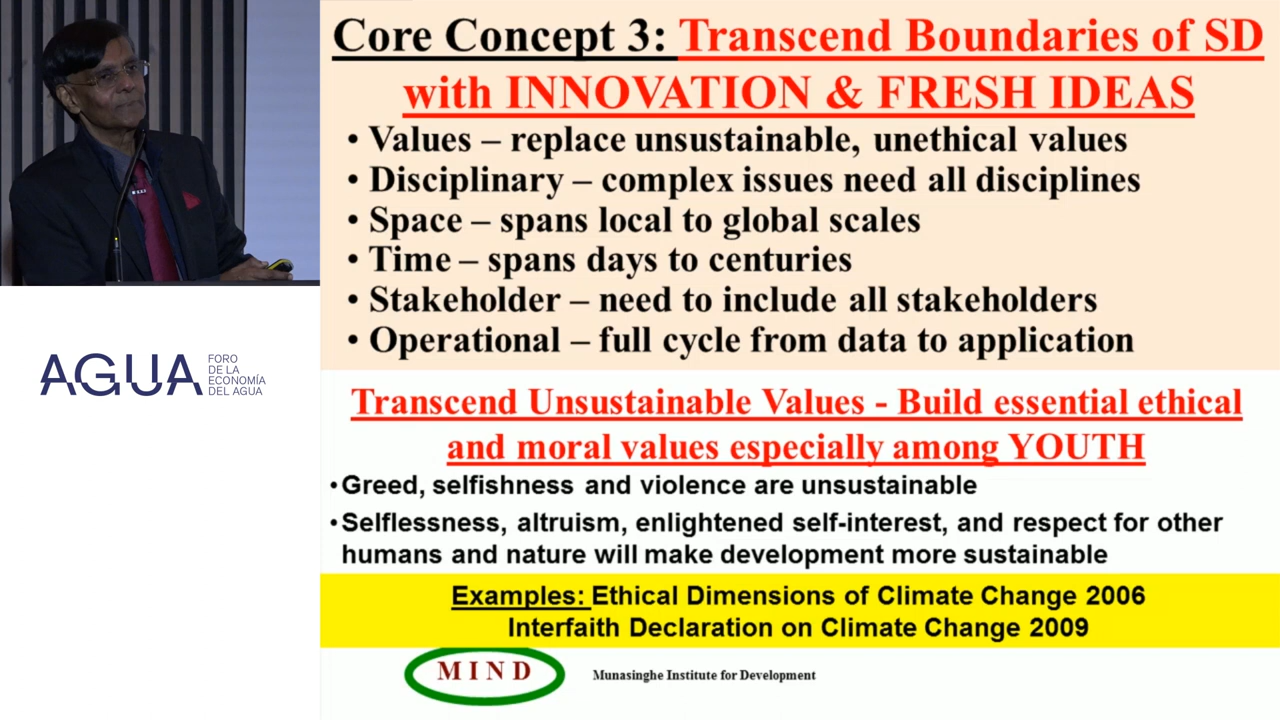 Core Concept 3: Transcend Boundaries of SD
with INNOVATION & FRESH IDEAS
• Values – replace unsustainable, unethical values
• Disciplinary – complex issues need all disciplines
• Space – spans local to global scales
• Time – spans days to centuries
• Stakeholder – need to include all stakeholders
• Operational – full cycle from data to application
Transcend Unsustainable Values - Build essential ethical
and moral values especially among YOUTH
• Greed, selfishness and violence are unsustainable
• Selflessness, altruism, enlightened self-interest, and respect for other
humans and nature will make development more sustainable
Examples: Ethical Dimensions of Climate Change 2006
Interfaith Declaration on Climate Change 2009
MIND
Munasinghe Institute for Development
AGUA
FORO
DE LA
ECONOMÍA
DEL AGUA